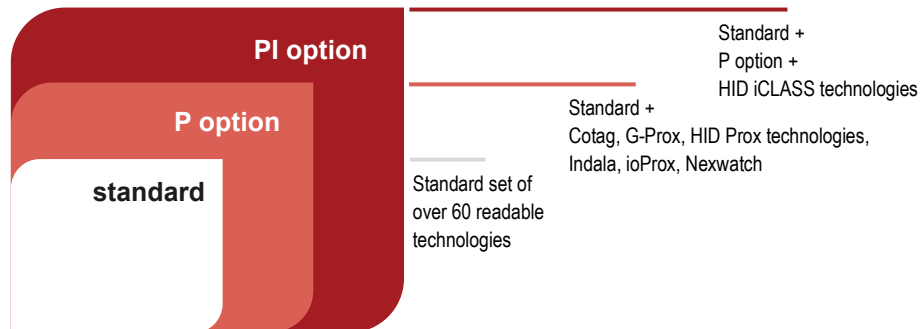 PI option
Standard +
P option +
HID iCLASS technologies
P option
Standard +
Cotag, G-Prox, HID Prox technologies,
Indala, ioProx, Nexwatch
standard
Standard set of
over 60 readable
technologies